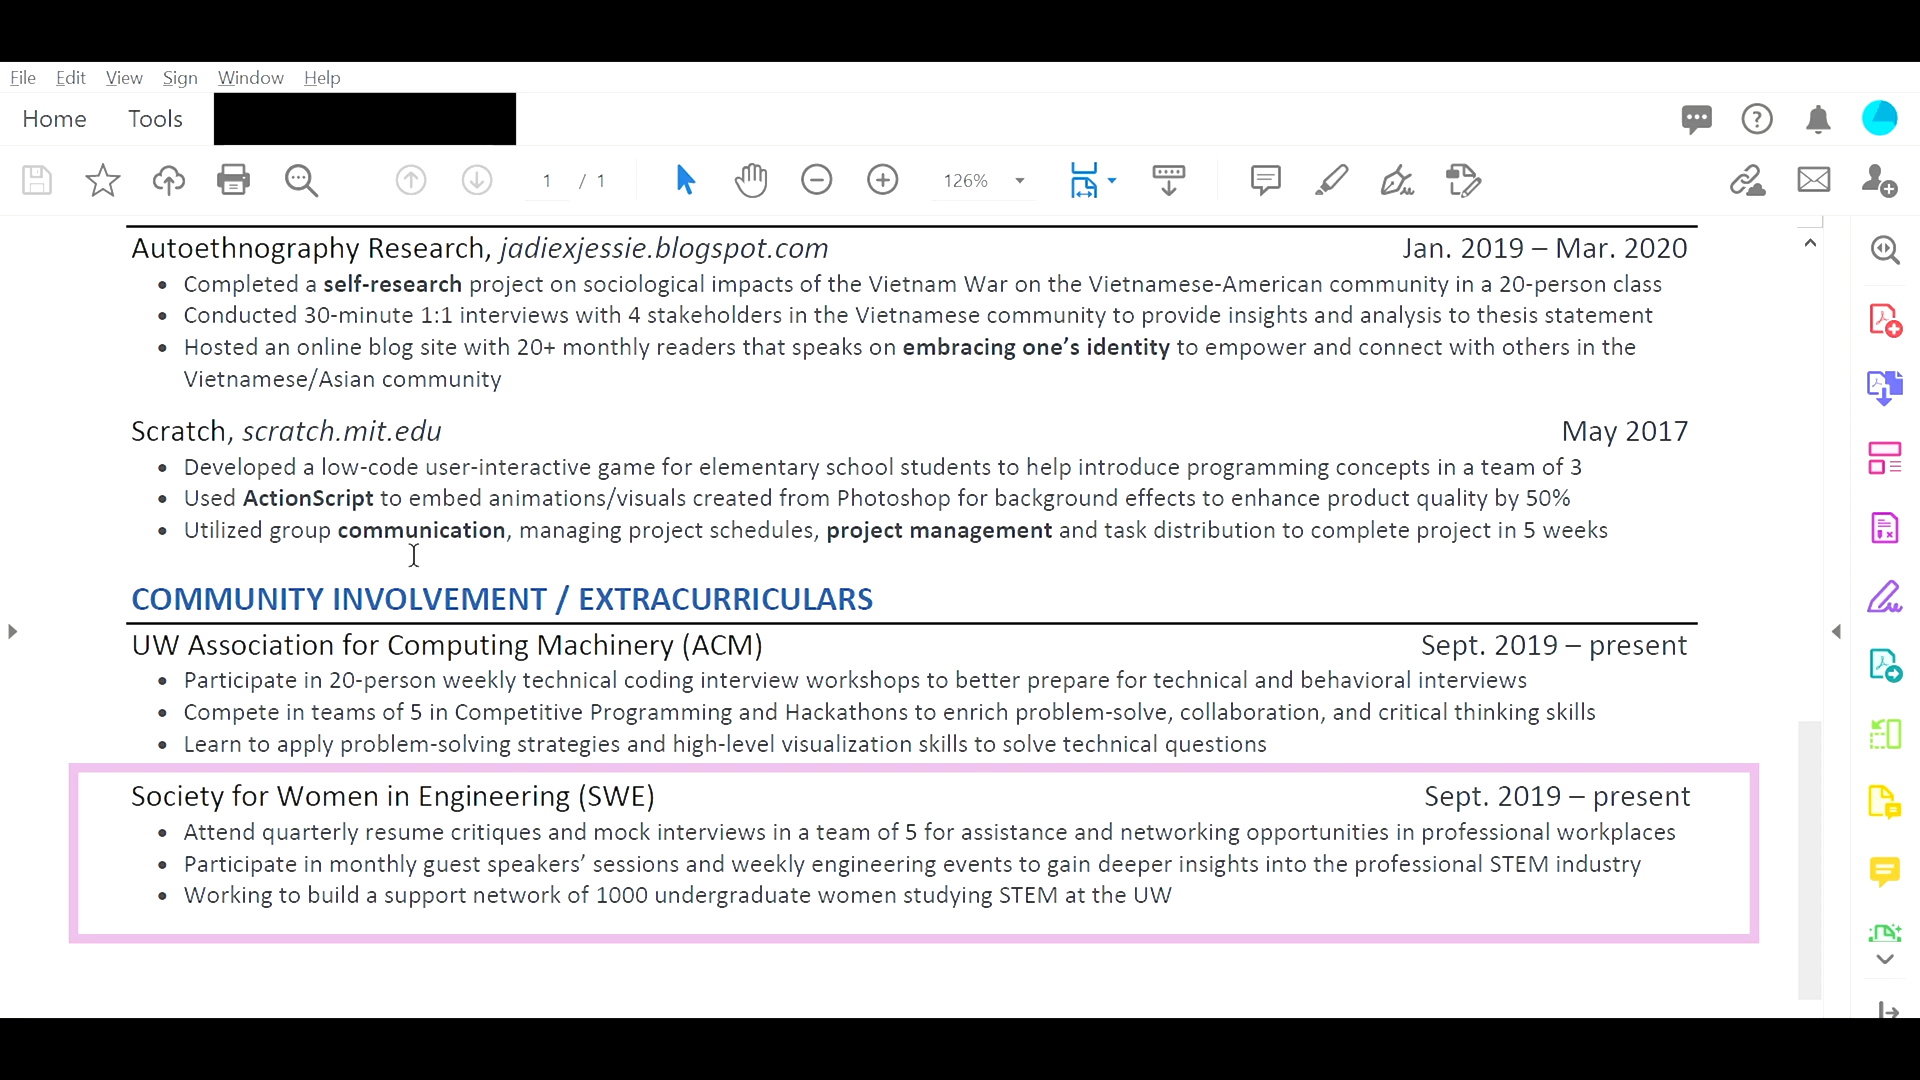 File Edit View Sign Window Help
Home Tools
1 / 1 126%
Autoethnography Research, jadiexjessie.blogspot.com Jan. 2019 – Mar. 2020
• Completed a self-research project on sociological impacts of the Vietnam War on the Vietnamese-American community in a 20-person class
• Conducted 30-minute 1:1 interviews with 4 stakeholders in the Vietnamese community to provide insights and analysis to thesis statement
• Hosted an online blog site with 20+ monthly readers that speaks on embracing one’s identity to empower and connect with others in the
Vietnamese/Asian community
Scratch, scratch.mit.edu May 2017
• Developed a low-code user-interactive game for elementary school students to help introduce programming concepts in a team of 3
• Used ActionScript to embed animations/visuals created from Photoshop for background effects to enhance product quality by 50%
• Utilized group communication, managing project schedules, project management and task distribution to complete project in 5 weeks
COMMUNITY INVOLVEMENT / EXTRACURRICULARS
UW Association for Computing Machinery (ACM) Sept. 2019 – present
• Participate in 20-person weekly technical coding interview workshops to better prepare for technical and behavioral interviews
• Compete in teams of 5 in Competitive Programming and Hackathons to enrich problem-solve, collaboration, and critical thinking skills
• Learn to apply problem-solving strategies and high-level visualization skills to solve technical questions
Society for Women in Engineering (SWE) Sept. 2019 – present
• Attend quarterly resume critiques and mock interviews in a team of 5 for assistance and networking opportunities in professional workplaces
• Participate in monthly guest speakers’ sessions and weekly engineering events to gain deeper insights into the professional STEM industry
• Working to build a support network of 1000 undergraduate women studying STEM at the UW